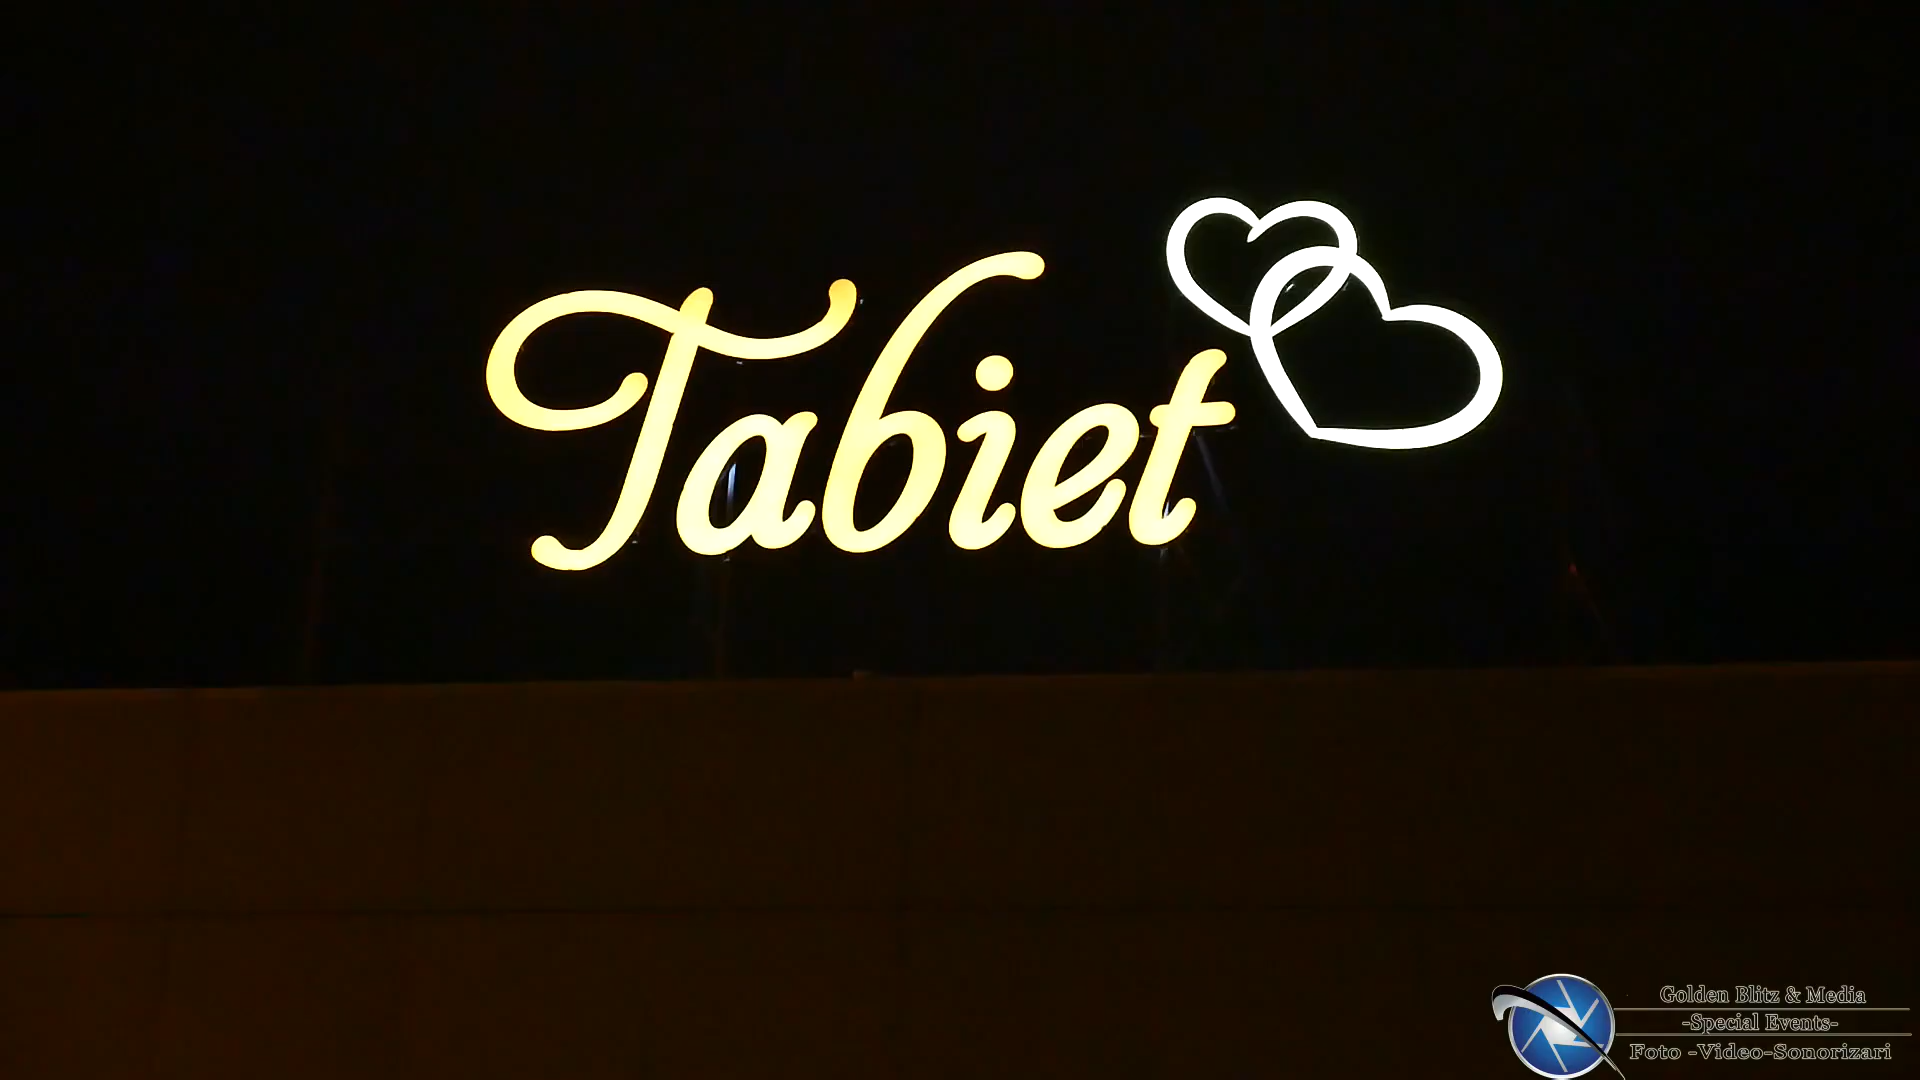 Tabiet
Golden Blitz & Media
-Special Events-
Foto -Video-Sonorizari